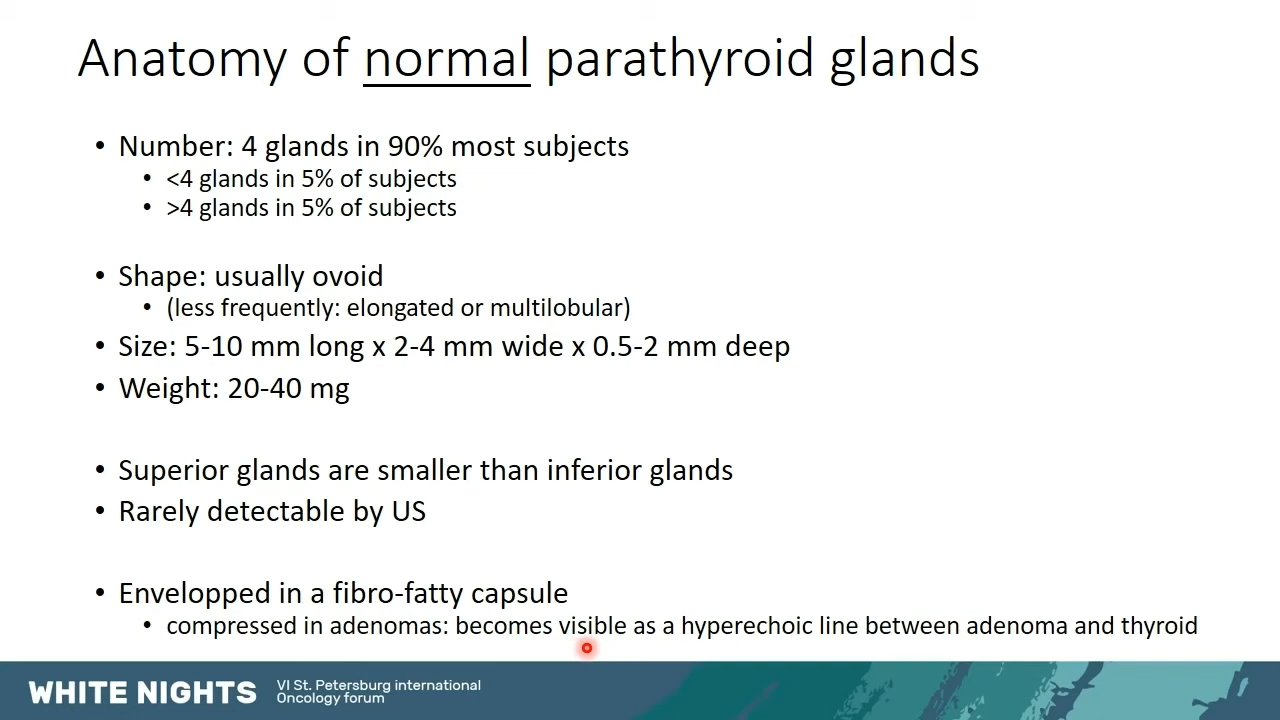 Anatomy of normal parathyroid glands
• Number: 4 glands in 90% most subjects
• <4 glands in 5% of subjects
• >4 glands in 5% of subjects
• Shape: usually ovoid
• (less frequently: elongated or multilobular)
• Size: 5-10 mm long x 2-4 mm wide x 0.5-2 mm deep
• Weight: 20-40 mg
• Superior glands are smaller than inferior glands
• Rarely detectable by US
• Envelopped in a fibro-fatty capsule
• compressed in adenomas: becomes visible as a hyperechoic line between adenoma and thyroid
WHITE NIGHTS
VI St. Petersburg international
Oncology forum